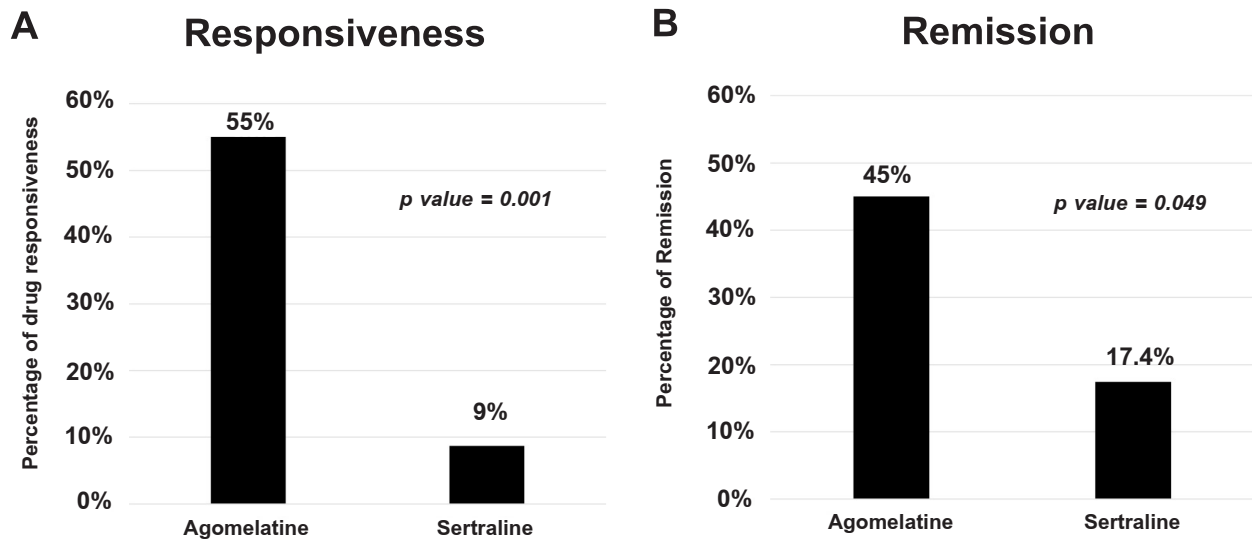 A
Responsiveness
Percentage of drug responsiveness
60%
50%
40%
30%
20%
10%
0%
55%
9%
p value = 0.001
Agomelatine
Sertraline
B
Remission
Percentage of Remission
60%
50%
40%
30%
20%
10%
0%
45%
17.4%
p value = 0.049
Agomelatine
Sertraline